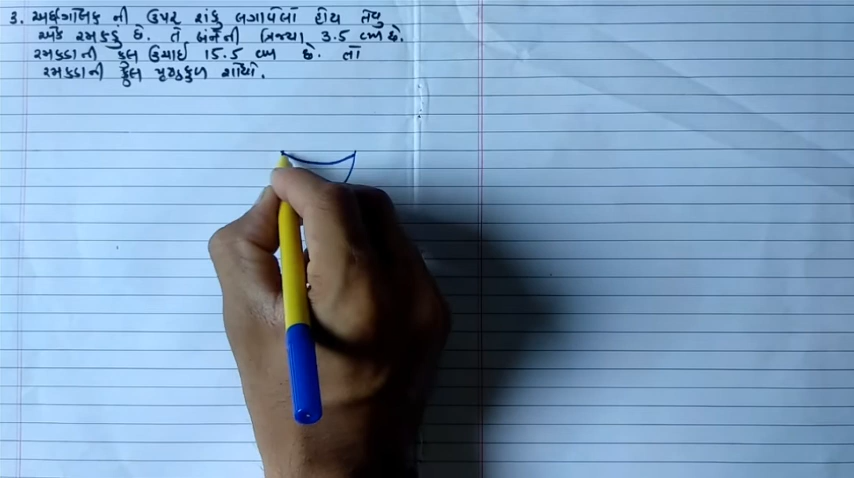 3. અર્ધગોલક ની ઉપર શંકુ લગાવેલો હોય તેવુ
એક રમકડુ છે. તે બંનેની ત્રિજ્યા 3.5 cm છે.
રમકડાની કુલ ઉંચાઈ 15.5 cm છે. તો
રમકડાની કુલ પૃષ્ઠફળ શોધો.